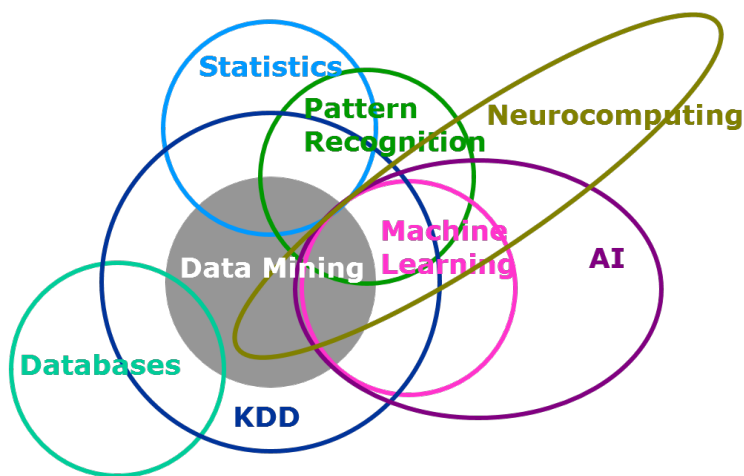 Statistics
Pattern
Recognition
Neurocomputing
Machine
Learning
AI
Data Mining
Databases
KDD